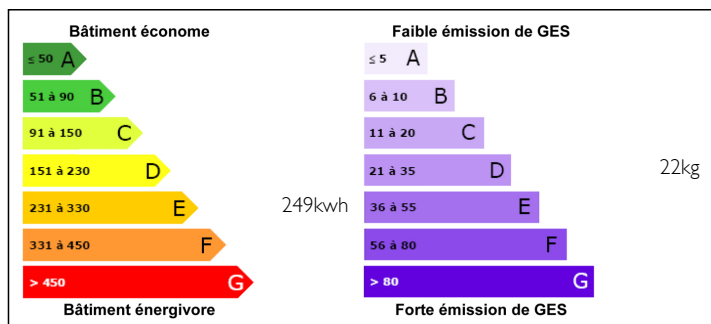 Bâtiment économe
≤ 50 A
51 à 90 B
91 à 150 C
151 à 230 D
231 à 330 E
331 à 450 F
> 450 G
Bâtiment énergivore
249kwh
Faible émission de GES
≤ 5 A
6 à 10 B
11 à 20 C
21 à 35 D
36 à 55 E
56 à 80 F
> 80 G
Forte émission de GES
22kg